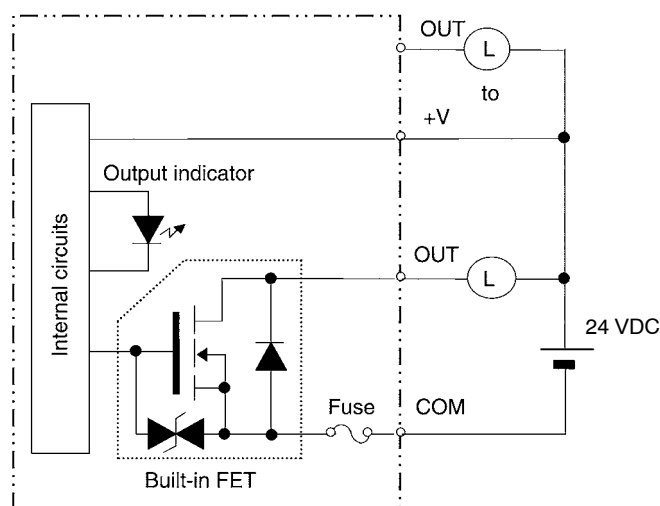 OUT
L
to
+V
Output indicator
Internal circuits
OUT
L
24 VDC
Fuse
COM
Built-in FET